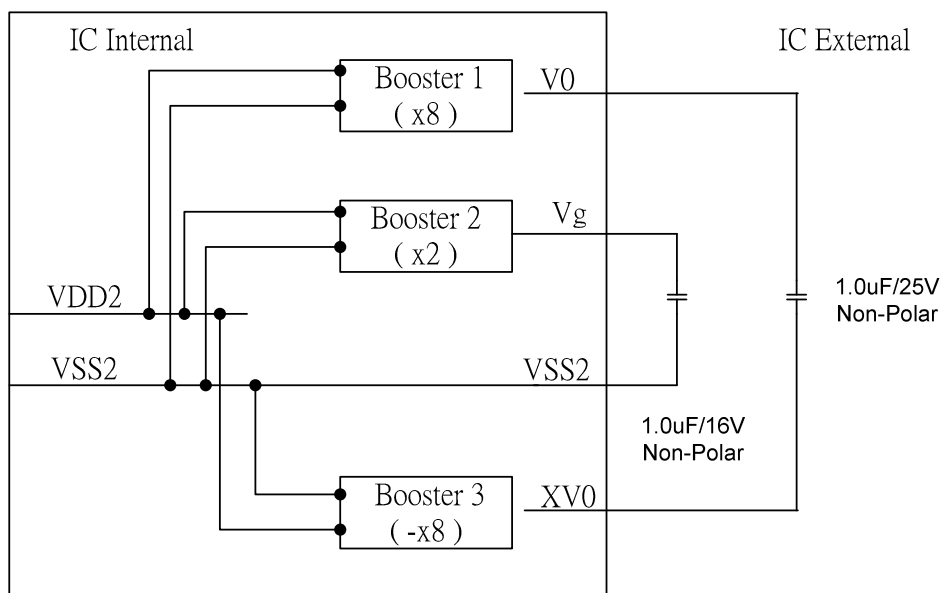 IC Internal
IC External
Booster 1
( x8 )
V0
Booster 2
( x2 )
Vg
VDD2
1.0uF/25V
Non-Polar
VSS2
VSS2
1.0uF/16V
Non-Polar
Booster 3
( -x8 )
XV0